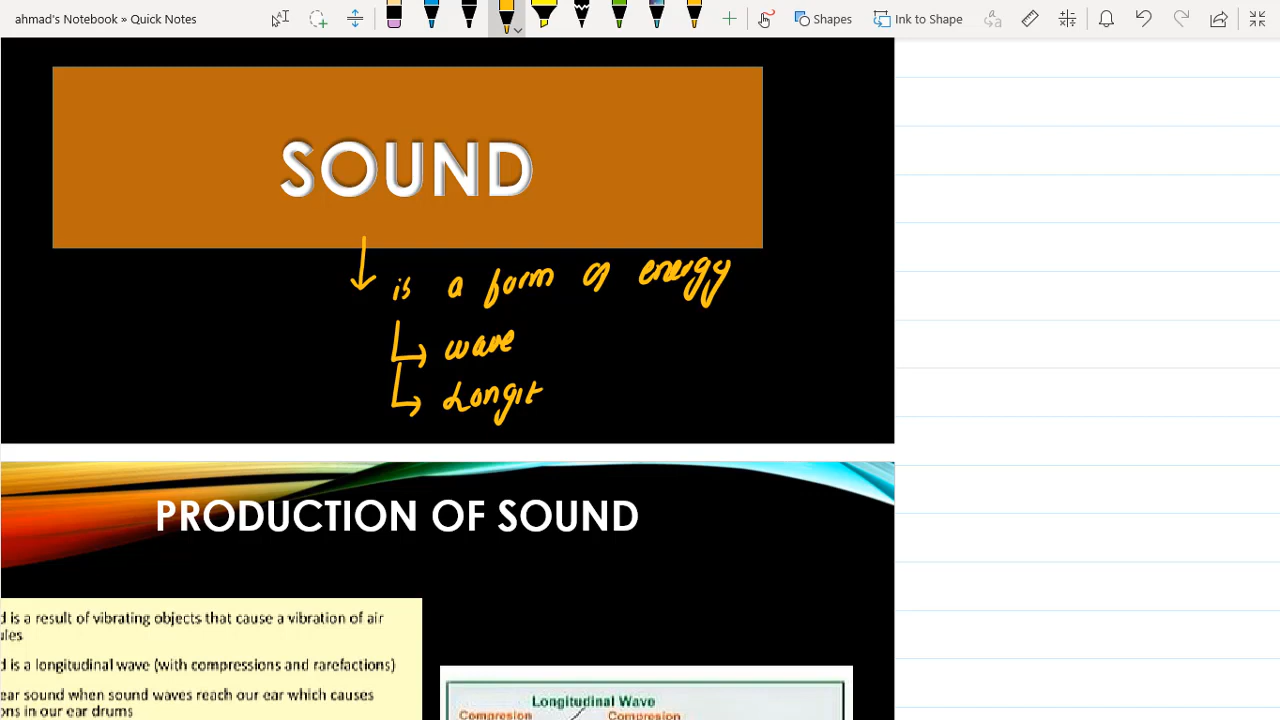 ahmad's Notebook » Quick Notes
Shapes
Ink to Shape
SOUND
is a form of energy
wave
Longit
PRODUCTION OF SOUND
d is a result of vibrating objects that cause a vibration of air
ules
d is a longitudinal wave (with compressions and rarefactions)
ear sound when sound waves reach our ear which causes
ons in our ear drums
Longitudinal Wave
Compresion Compresion